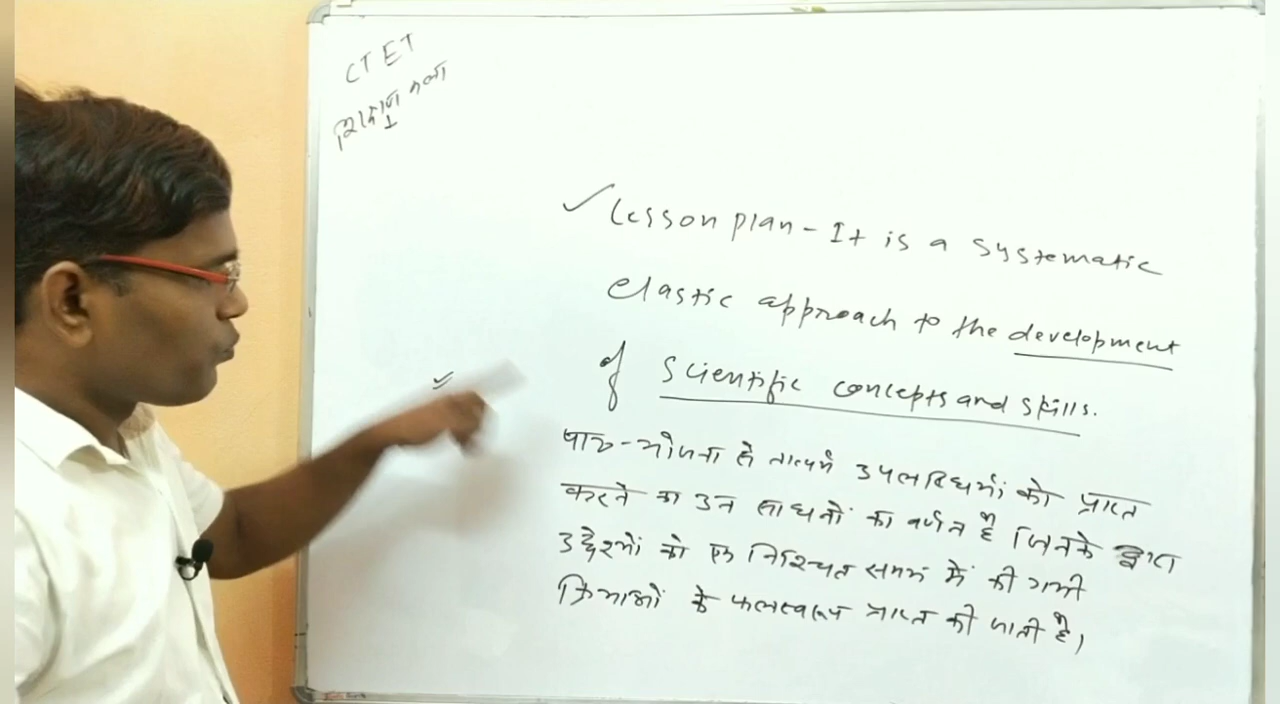 CTET
शिक्षण कला
✓ Lesson plan - It is a systematic
elastic approach to the development
of scientific concepts and skills.
पाठ-योजना से तात्पर्य उपलब्धियों को प्राप्त
करने का उन साधनों का वर्णन है जिनके द्वारा
उद्देश्यों को एक निश्चित समय में की गयी
क्रियाओं के फलस्वरूप प्राप्त की जाती है।